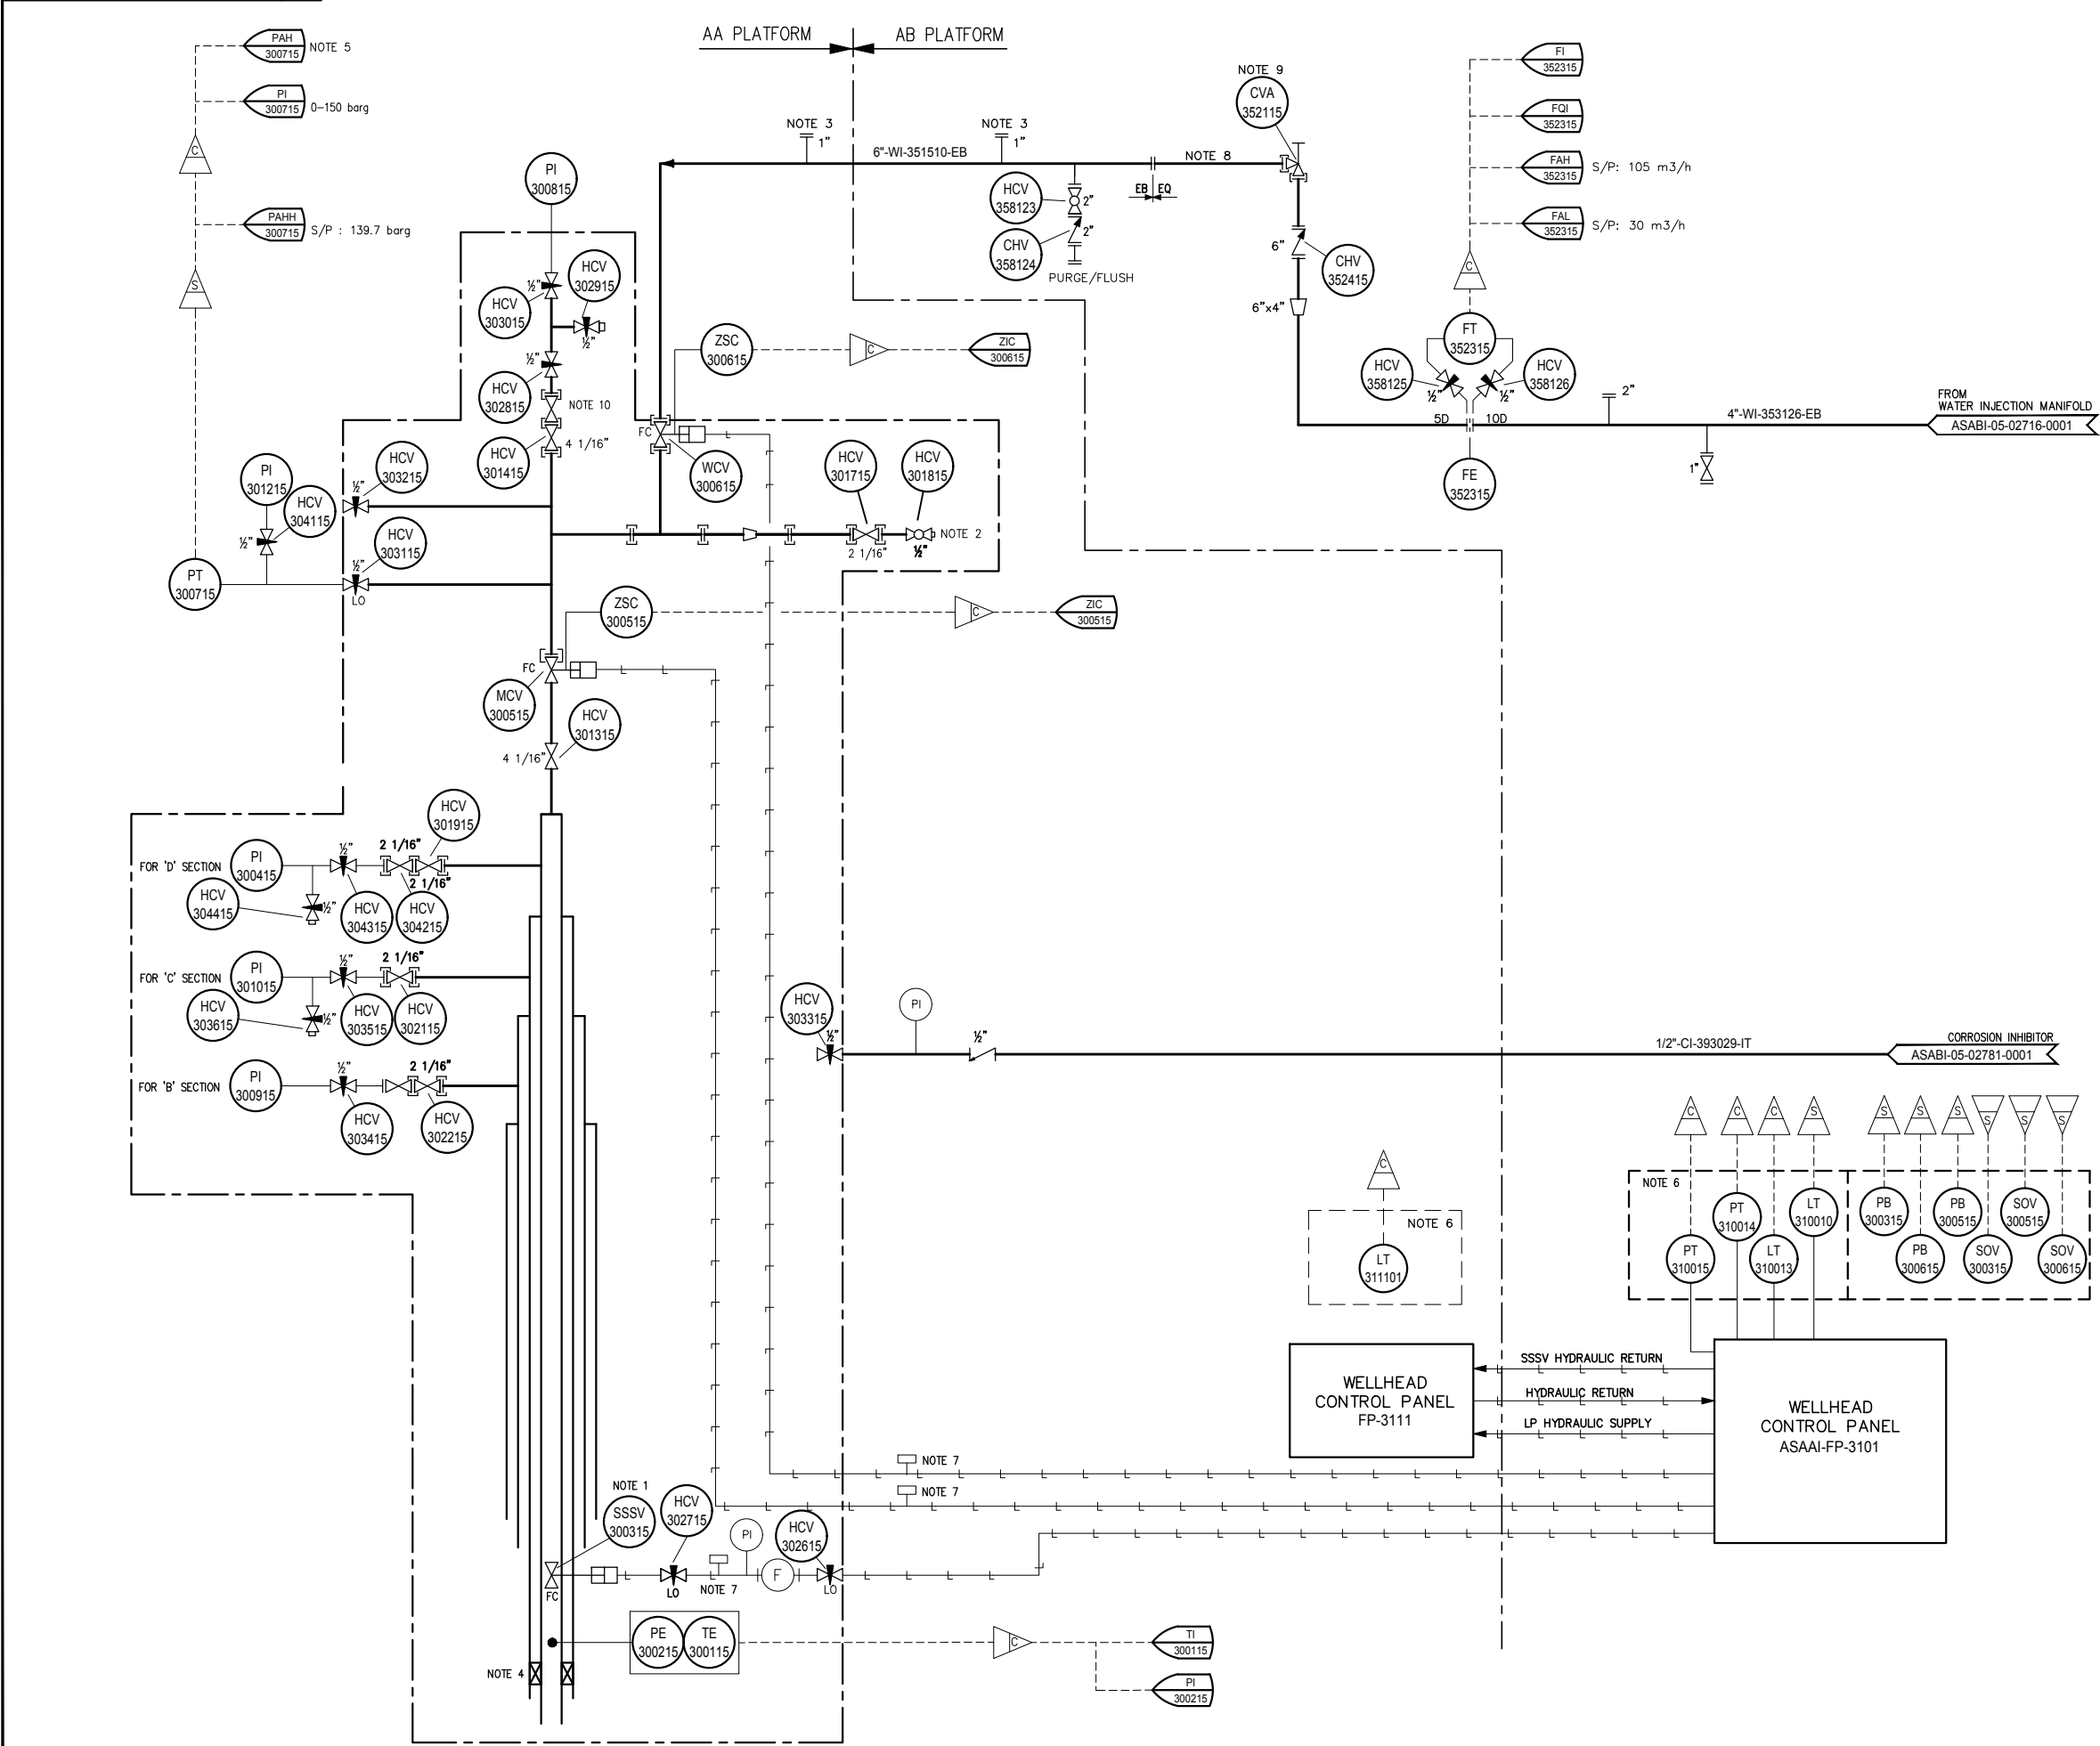 AA PLATFORM
AB PLATFORM
PAH
300715
NOTE 5
PI
300715
0-150 barg
C
PAHH
300715
S/P : 139.7 barg
S
PI
300815
HCV
302915
½"
½"
HCV
303015
½"
HCV
302815
NOTE 10
HCV
301415
4 1/16"
NOTE 3
1"
NOTE 3
1"
6"-WI-351510-EB
NOTE 8
NOTE 9
CVA
352115
HCV
358123
2"
CHV
358124
2"
PURGE/FLUSH
EB
EQ
6"
CHV
352415
6"x4"
FI
352315
FQI
352315
FAH
352315
S/P: 105 m3/h
FAL
352315
S/P: 30 m3/h
C
FT
352315
HCV
358125
½"
HCV
358126
½"
5D
10D
FE
352315
2"
1"
4"-WI-353126-EB
FROM
WATER INJECTION MANIFOLD
ASABI-05-02716-0001
ZSC
300615
C
ZIC
300615
FC
L
WCV
300615
HCV
301715
HCV
301815
2 1/16"
½"
NOTE 2
PI
301215
HCV
304115
½"
HCV
303215
½"
HCV
303115
½"
LO
PT
300715
ZSC
300515
C
ZIC
300515
FC
L
L
MCV
300515
HCV
301315
4 1/16"
FOR 'D' SECTION
PI
300415
½"
2 1/16"
HCV
301915
2 1/16"
HCV
304415
½"
HCV
304315
HCV
304215
FOR 'C' SECTION
PI
301015
½"
2 1/16"
HCV
303615
½"
HCV
303515
HCV
302115
FOR 'B' SECTION
PI
300915
½"
2 1/16"
HCV
303415
HCV
302215
HCV
303315
½"
PI
½"
1/2"-CI-393029-IT
CORROSION INHIBITOR
ASABI-05-02781-0001
C
C
C
S
S
S
S
S
S
S
NOTE 6
PT
310015
PT
310014
LT
310013
LT
310010
PB
300315
PB
300615
PB
300515
SOV
300315
SOV
300515
SOV
300615
C
NOTE 6
LT
311101
WELLHEAD
CONTROL PANEL
FP-3111
SSSV HYDRAULIC RETURN
HYDRAULIC RETURN
LP HYDRAULIC SUPPLY
WELLHEAD
CONTROL PANEL
ASAAI-FP-3101
NOTE 7
NOTE 7
NOTE 1
SSSV
300315
FC
HCV
302715
LO
NOTE 7
PI
F
HCV
302615
LO
PE
300215
TE
300115
C
TI
300115
PI
300215
NOTE 4